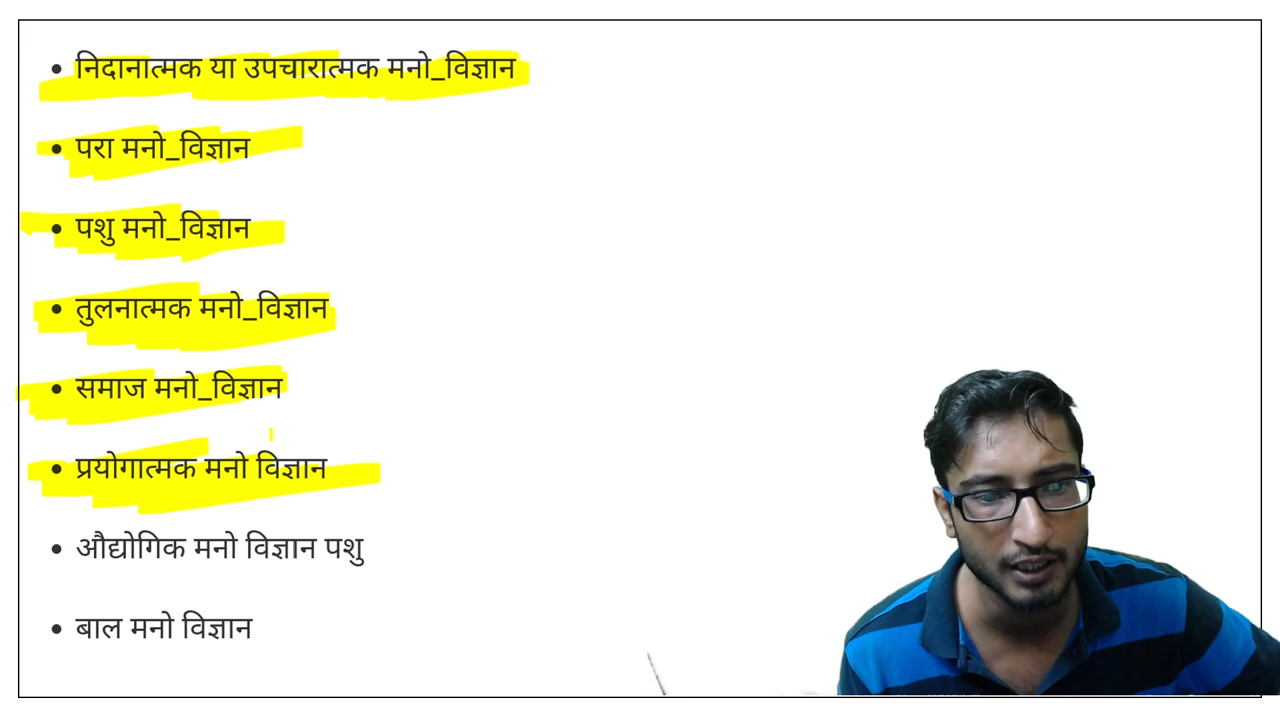 • निदानात्मक या उपचारात्मक मनो_विज्ञान
• परा मनो_विज्ञान
• पशु मनो_विज्ञान
• तुलनात्मक मनो_विज्ञान
• समाज मनो_विज्ञान
• प्रयोगात्मक मनो विज्ञान
• औद्योगिक मनो विज्ञान पशु
• बाल मनो विज्ञान